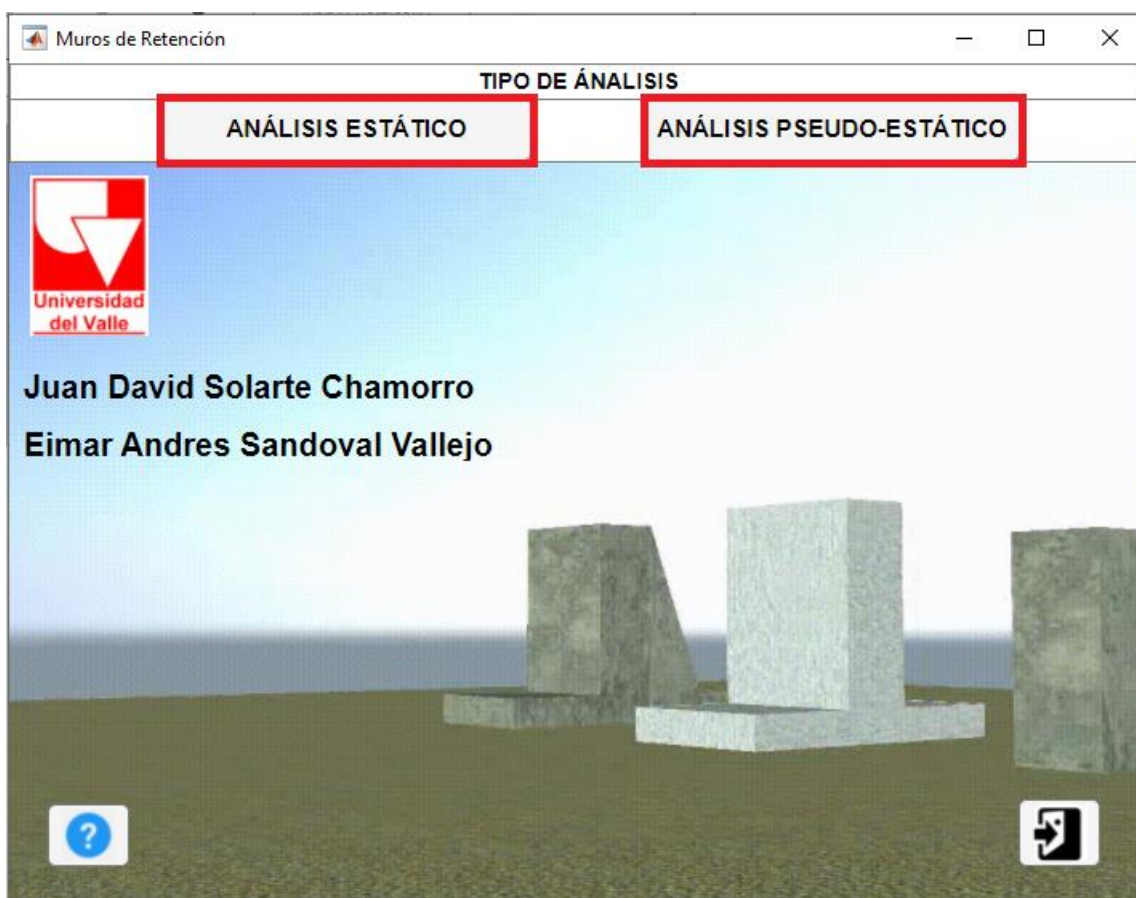 Muros de Retención
TIPO DE ÁNALISIS
ANÁLISIS ESTÁTICO
ANÁLISIS PSEUDO-ESTÁTICO
Universidad
del Valle
Juan David Solarte Chamorro
Eimar Andres Sandoval Vallejo
?